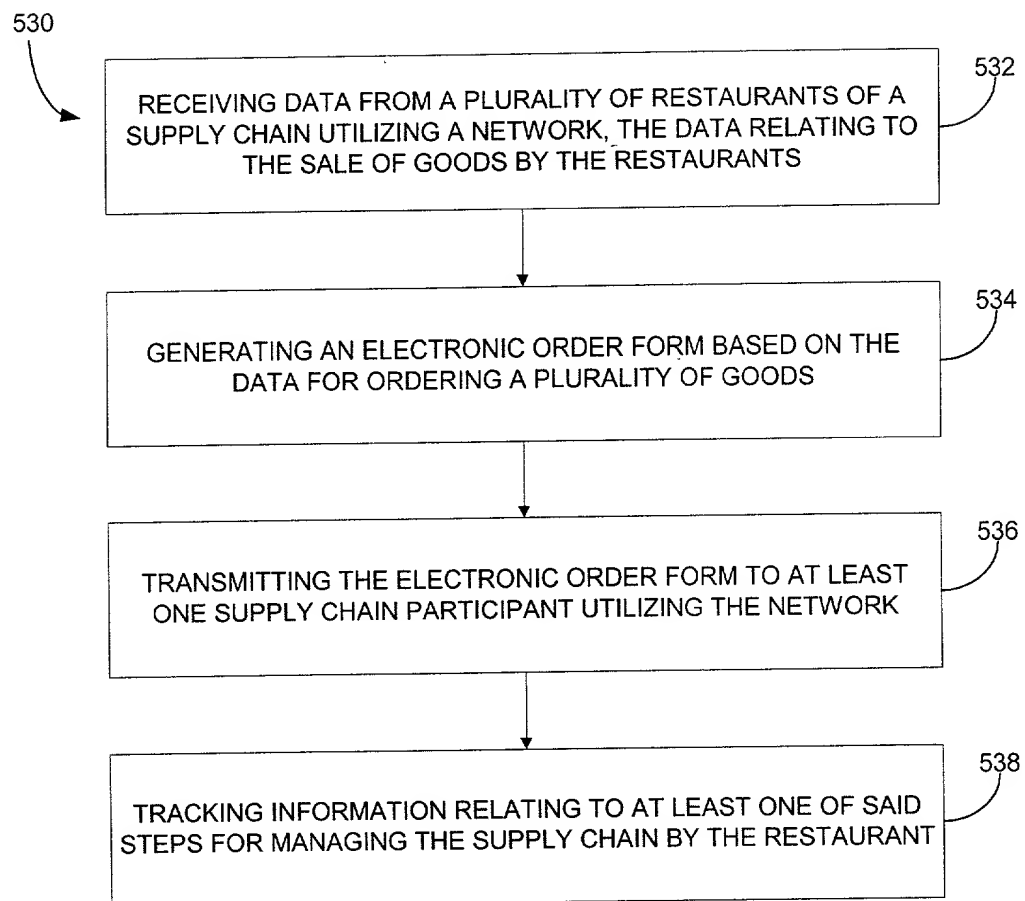 530
532
RECEIVING DATA FROM A PLURALITY OF RESTAURANTS OF A
SUPPLY CHAIN UTILIZING A NETWORK, THE DATA RELATING TO
THE SALE OF GOODS BY THE RESTAURANTS
534
GENERATING AN ELECTRONIC ORDER FORM BASED ON THE
DATA FOR ORDERING A PLURALITY OF GOODS
536
TRANSMITTING THE ELECTRONIC ORDER FORM TO AT LEAST
ONE SUPPLY CHAIN PARTICIPANT UTILIZING THE NETWORK
538
TRACKING INFORMATION RELATING TO AT LEAST ONE OF SAID
STEPS FOR MANAGING THE SUPPLY CHAIN BY THE RESTAURANT